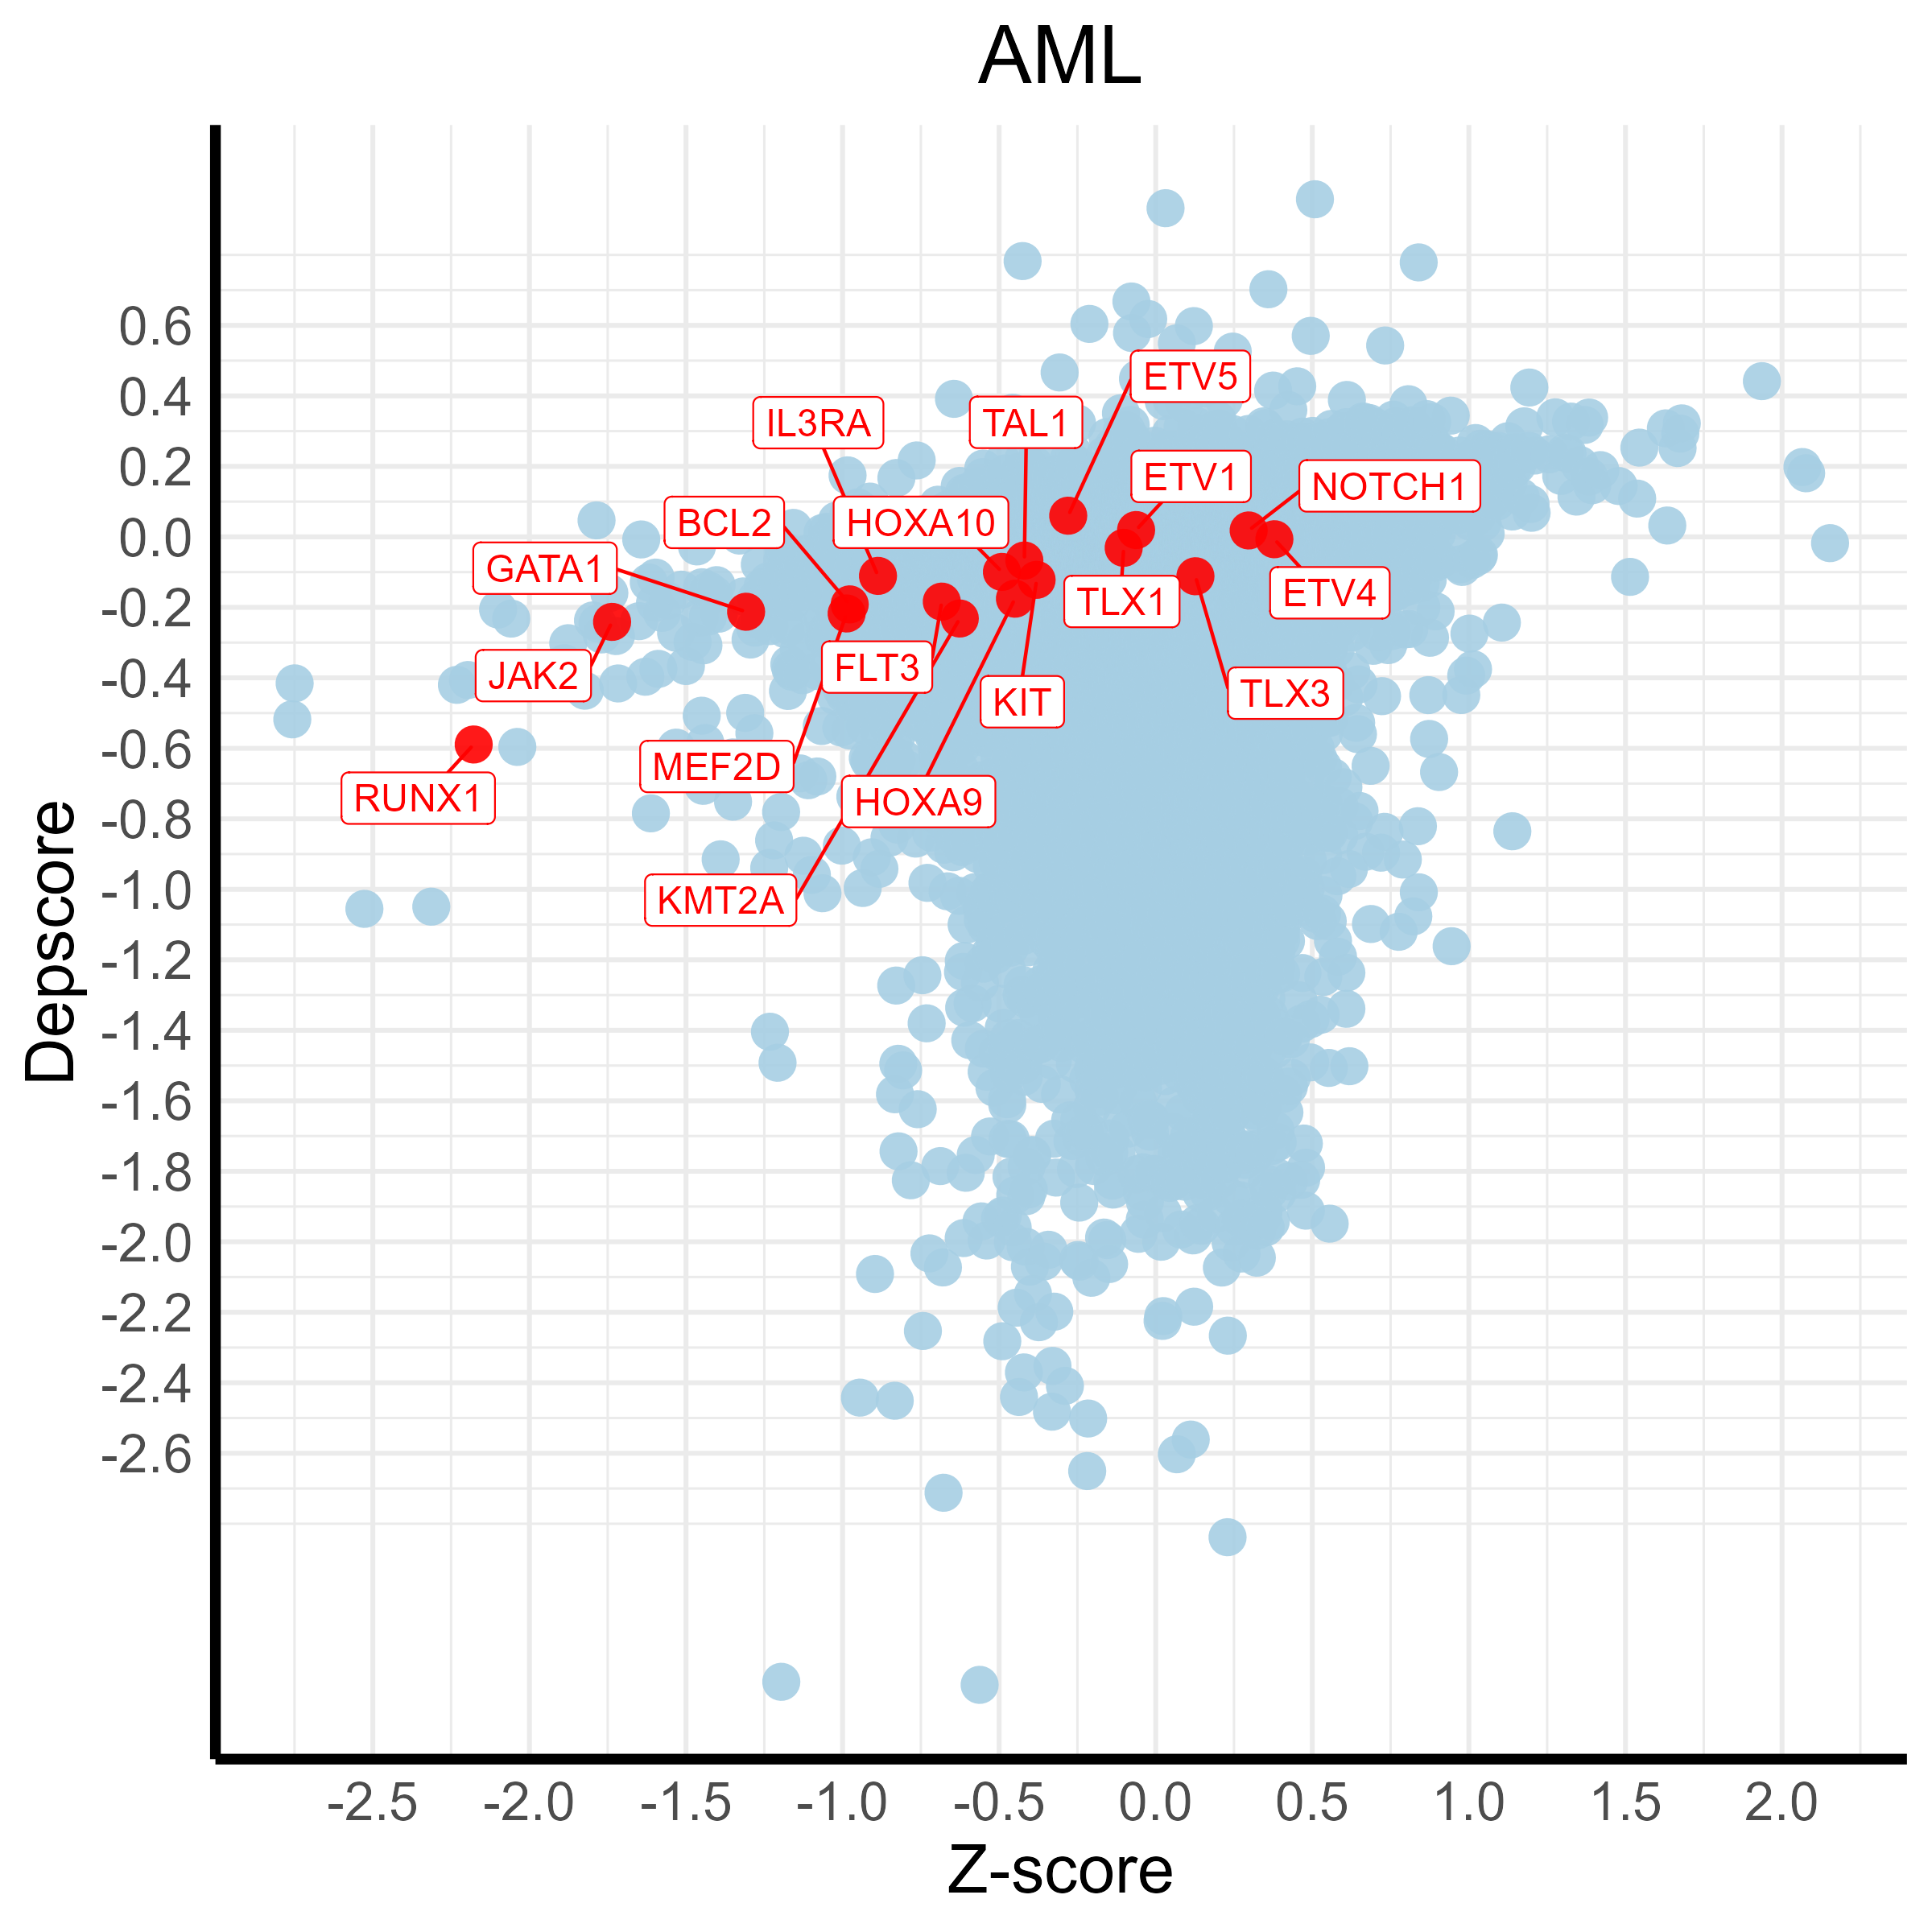 AML
0.6
0.4
0.2
0.0
-0.2
-0.4
-0.6
-0.8
-1.0
-1.2
-1.4
-1.6
-1.8
-2.0
-2.2
-2.4
-2.6
Depscore
ETV5
IL3RA
TAL1
ETV1
NOTCH1
BCL2
HOXA10
GATA1
TLX1
ETV4
JAK2
FLT3
KIT
TLX3
MEF2D
RUNX1
HOXA9
KMT2A
-2.5 -2.0 -1.5 -1.0 -0.5 0.0 0.5 1.0 1.5 2.0
Z-score